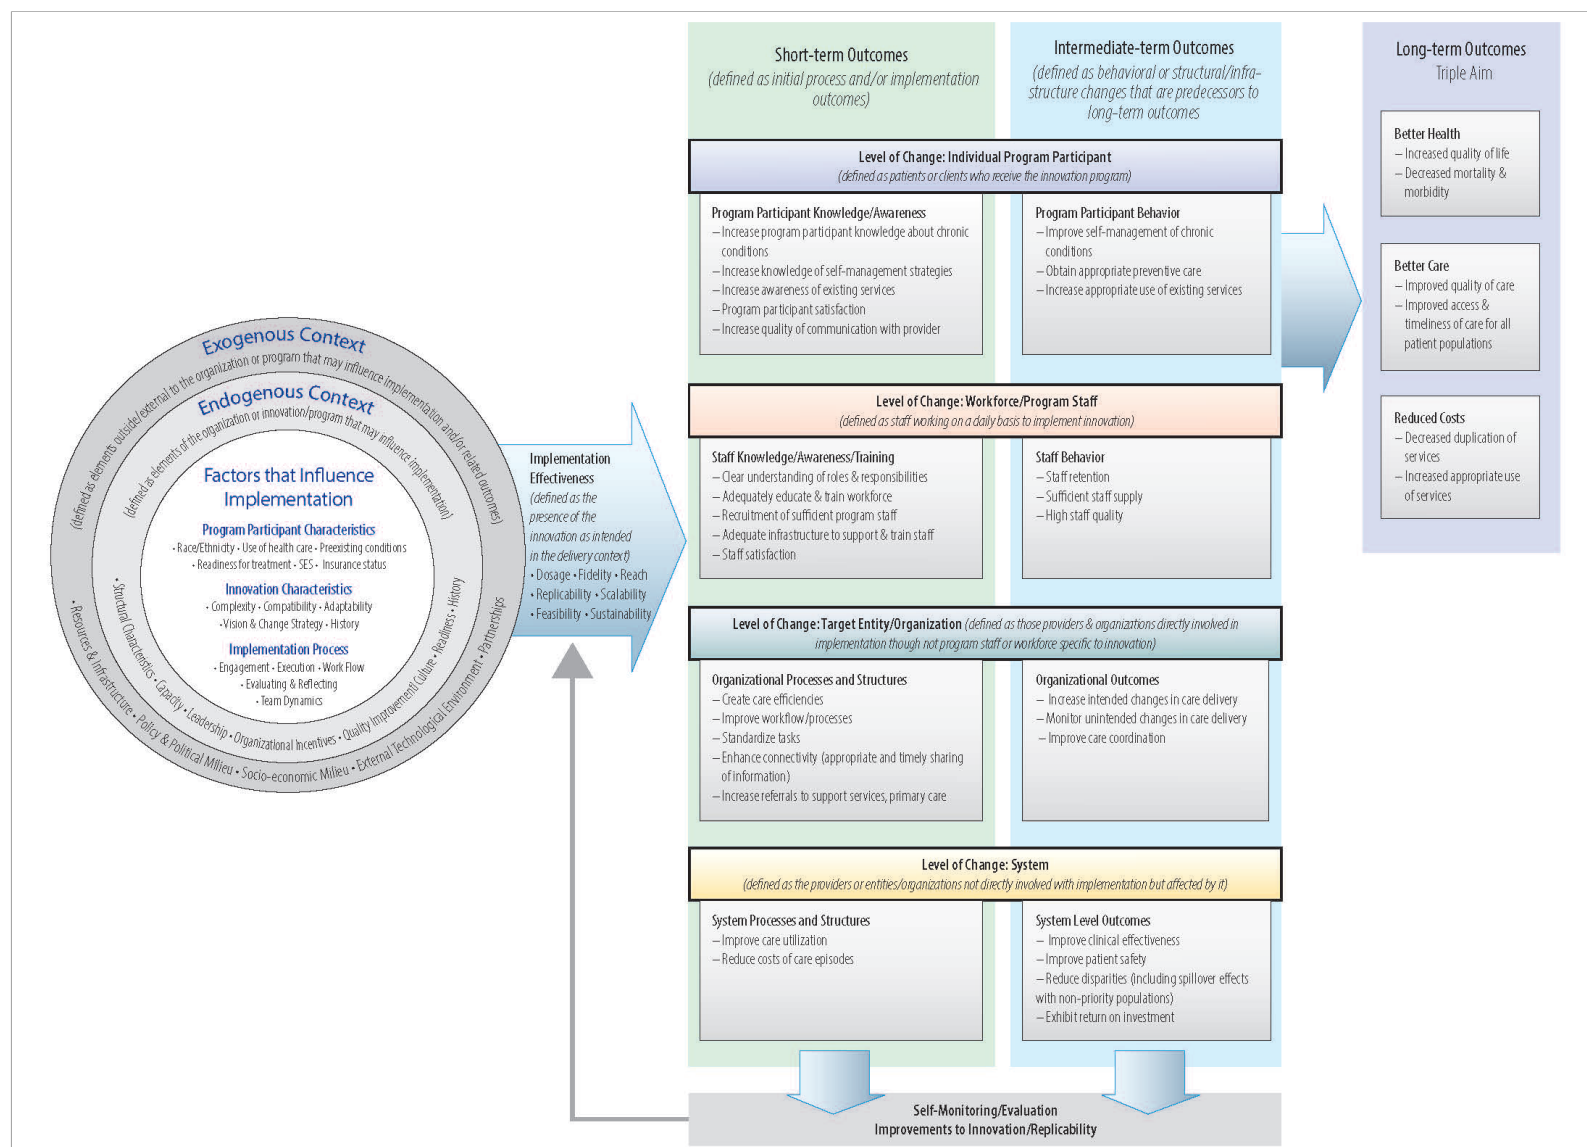 Exogenous Context
(defined as elements outside/external to the organization or program that may influence implementation and/or related outcomes)
Endogenous Context
(defined as elements of the organization or innovation/program that may influence implementation)
Factors that Influence
Implementation
Program Participant Characteristics
• Race/Ethnicity • Use of health care • Preexisting conditions
• Readiness for treatment • SES • Insurance status
Innovation Characteristics
• Complexity • Compatibility • Adaptability
• Vision & Change Strategy • History
Implementation Process
• Engagement • Execution • Work Flow
• Evaluating & Reflecting
• Team Dynamics
• Structural Characteristics • Capacity • Leadership • Organizational Incentives • Quality Improvement/Culture • Readiness • History
• Resources & Infrastructure • Policy & Political Milieu • Socio-economic Milieu • External Technological Environment • Partnerships
Implementation
Effectiveness
(defined as the
presence of the
innovation as intended
in the delivery context)
• Dosage • Fidelity • Reach
• Replicability • Scalability
• Feasibility • Sustainability
Short-term Outcomes
(defined as initial process and/or implementation
outcomes)
Intermediate-term Outcomes
(defined as behavioral or structural/infra-
structure changes that are predecessors to
long-term outcomes
Level of Change: Individual Program Participant
(defined as patients or clients who receive the innovation program)
Program Participant Knowledge/Awareness
– Increase program participant knowledge about chronic
conditions
– Increase knowledge of self-management strategies
– Increase awareness of existing services
– Program participant satisfaction
– Increase quality of communication with provider
Program Participant Behavior
– Improve self-management of chronic
conditions
– Obtain appropriate preventive care
– Increase appropriate use of existing services
Level of Change: Workforce/Program Staff
(defined as staff working on a daily basis to implement innovation)
Staff Knowledge/Awareness/Training
– Clear understanding of roles & responsibilities
– Adequately educate & train workforce
– Recruitment of sufficient program staff
– Adequate infrastructure to support & train staff
– Staff satisfaction
Staff Behavior
– Staff retention
– Sufficient staff supply
– High staff quality
Level of Change: Target Entity/Organization (defined as those providers & organizations directly involved in
implementation though not program staff or workforce specific to innovation)
Organizational Processes and Structures
– Create care efficiencies
– Improve workflow/processes
– Standardize tasks
– Enhance connectivity (appropriate and timely sharing
of information)
– Increase referrals to support services, primary care
Organizational Outcomes
– Increase intended changes in care delivery
– Monitor unintended changes in care delivery
– Improve care coordination
Level of Change: System
(defined as the providers or entities/organizations not directly involved with implementation but affected by it)
System Processes and Structures
– Improve care utilization
– Reduce costs of care episodes
System Level Outcomes
– Improve clinical effectiveness
– Improve patient safety
– Reduce disparities (including spillover effects
with non-priority populations)
– Exhibit return on investment
Self-Monitoring/Evaluation
Improvements to Innovation/Replicability
Long-term Outcomes
Triple Aim
Better Health
– Increased quality of life
– Decreased mortality &
morbidity
Better Care
– Improved quality of care
– Improved access &
timeliness of care for all
patient populations
Reduced Costs
– Decreased duplication of
services
– Increased appropriate use
of services